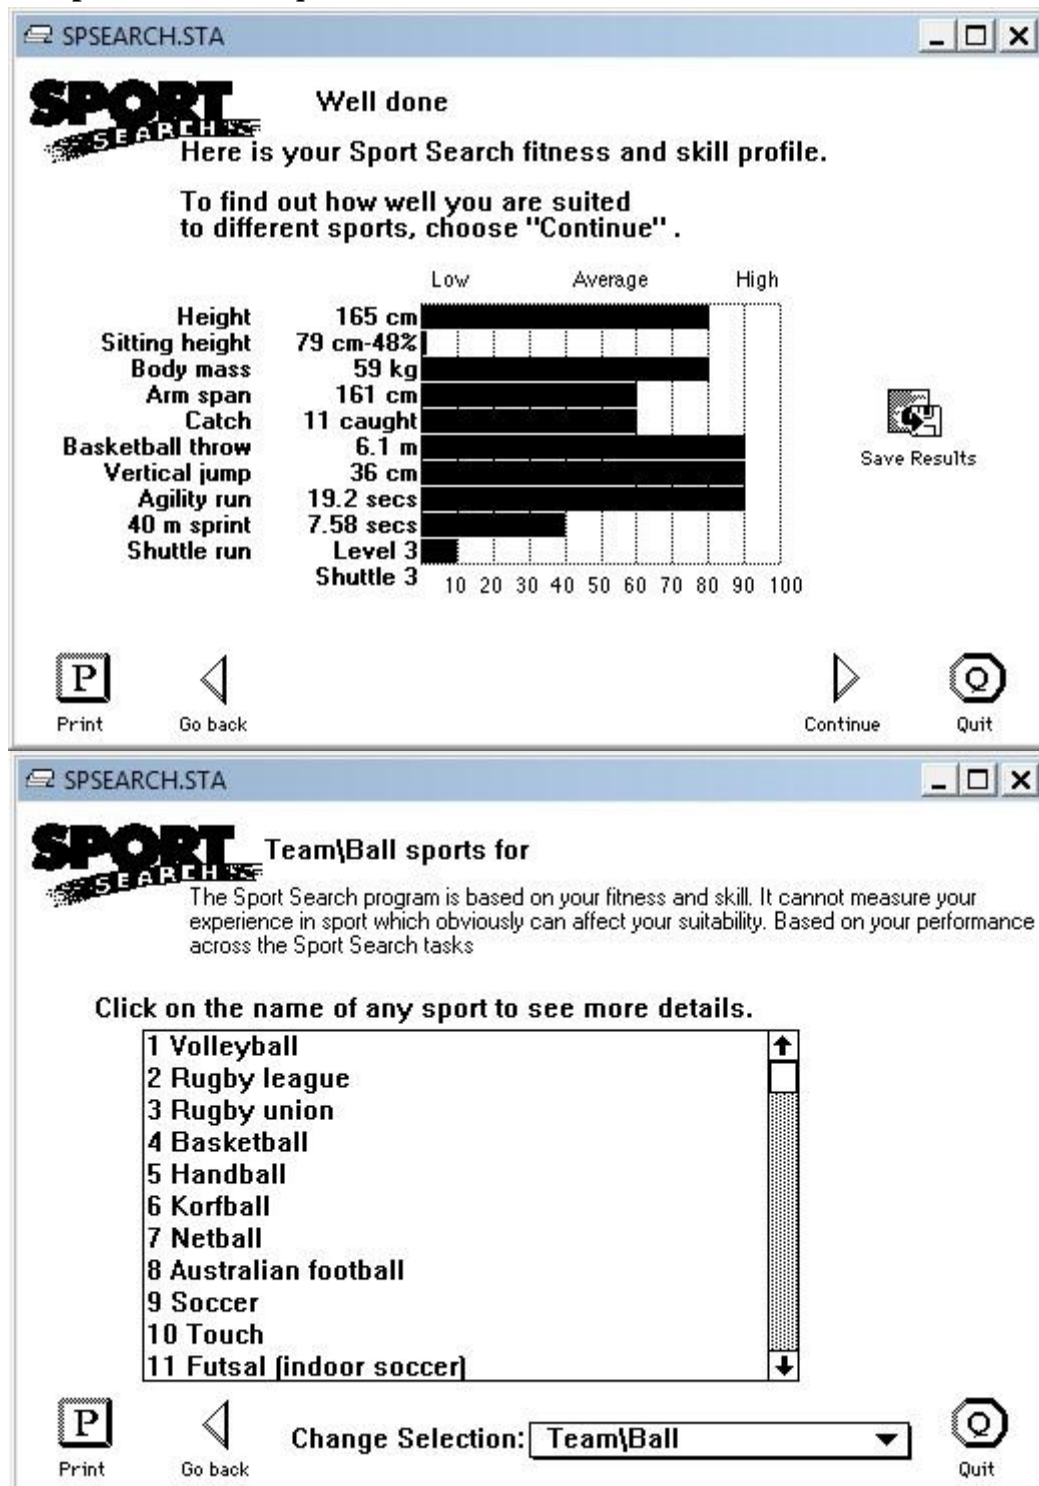 SPSEARCH.STA
SPORT
SEARCH
Well done
Here is your Sport Search fitness and skill profile.
To find out how well you are suited
to different sports, choose "Continue" .
Low Average High
Height 165 cm
Sitting height 79 cm-48%
Body mass 59 kg
Arm span 161 cm
Catch 11 caught
Basketball throw 6.1 m
Vertical jump 36 cm
Agility run 19.2 secs
40 m sprint 7.58 secs
Shuttle run Level 3
Shuttle 3
10 20 30 40 50 60 70 80 90 100
Save Results
P
Print
Go back
Continue
Q
Quit
SPSEARCH.STA
SPORT
SEARCH
Team\Ball sports for
The Sport Search program is based on your fitness and skill. It cannot measure your
experience in sport which obviously can affect your suitability. Based on your performance
across the Sport Search tasks
Click on the name of any sport to see more details.
1 Volleyball
2 Rugby league
3 Rugby union
4 Basketball
5 Handball
6 Korfball
7 Netball
8 Australian football
9 Soccer
10 Touch
11 Futsal (indoor soccer)
P
Print
Go back
Change Selection: Team\Ball
Q
Quit